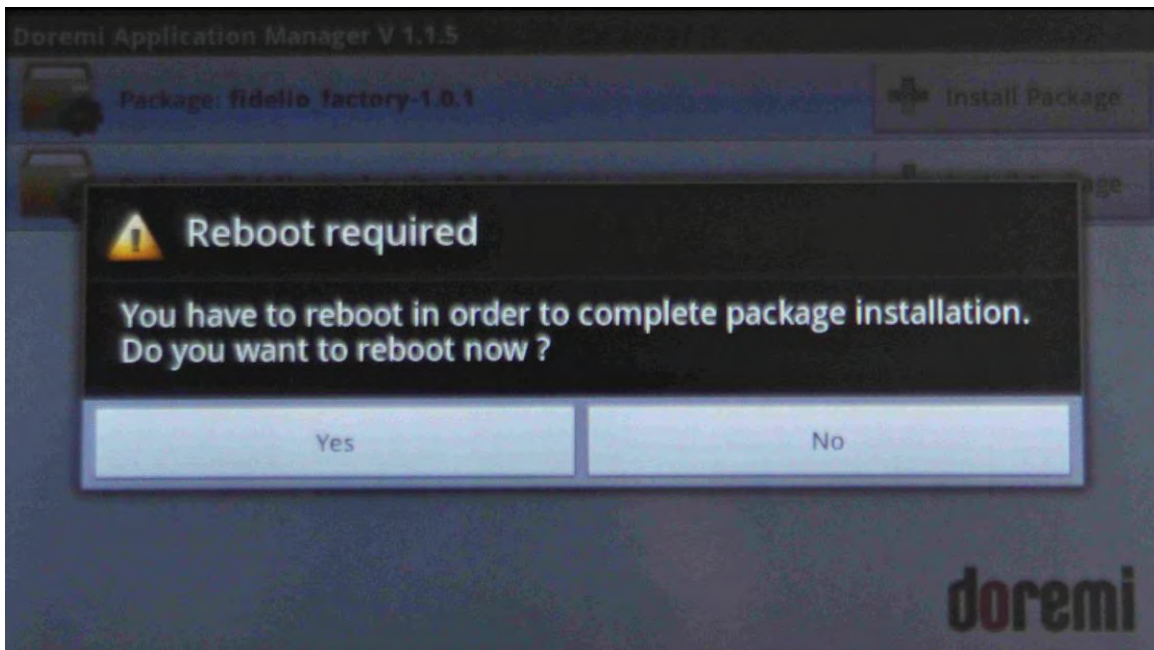 Doremi Application Manager V 1.1.5
Package: fidelio_factory-1.0.1
Install Package
Reboot required
You have to reboot in order to complete package installation.
Do you want to reboot now ?
Yes
No
doremi